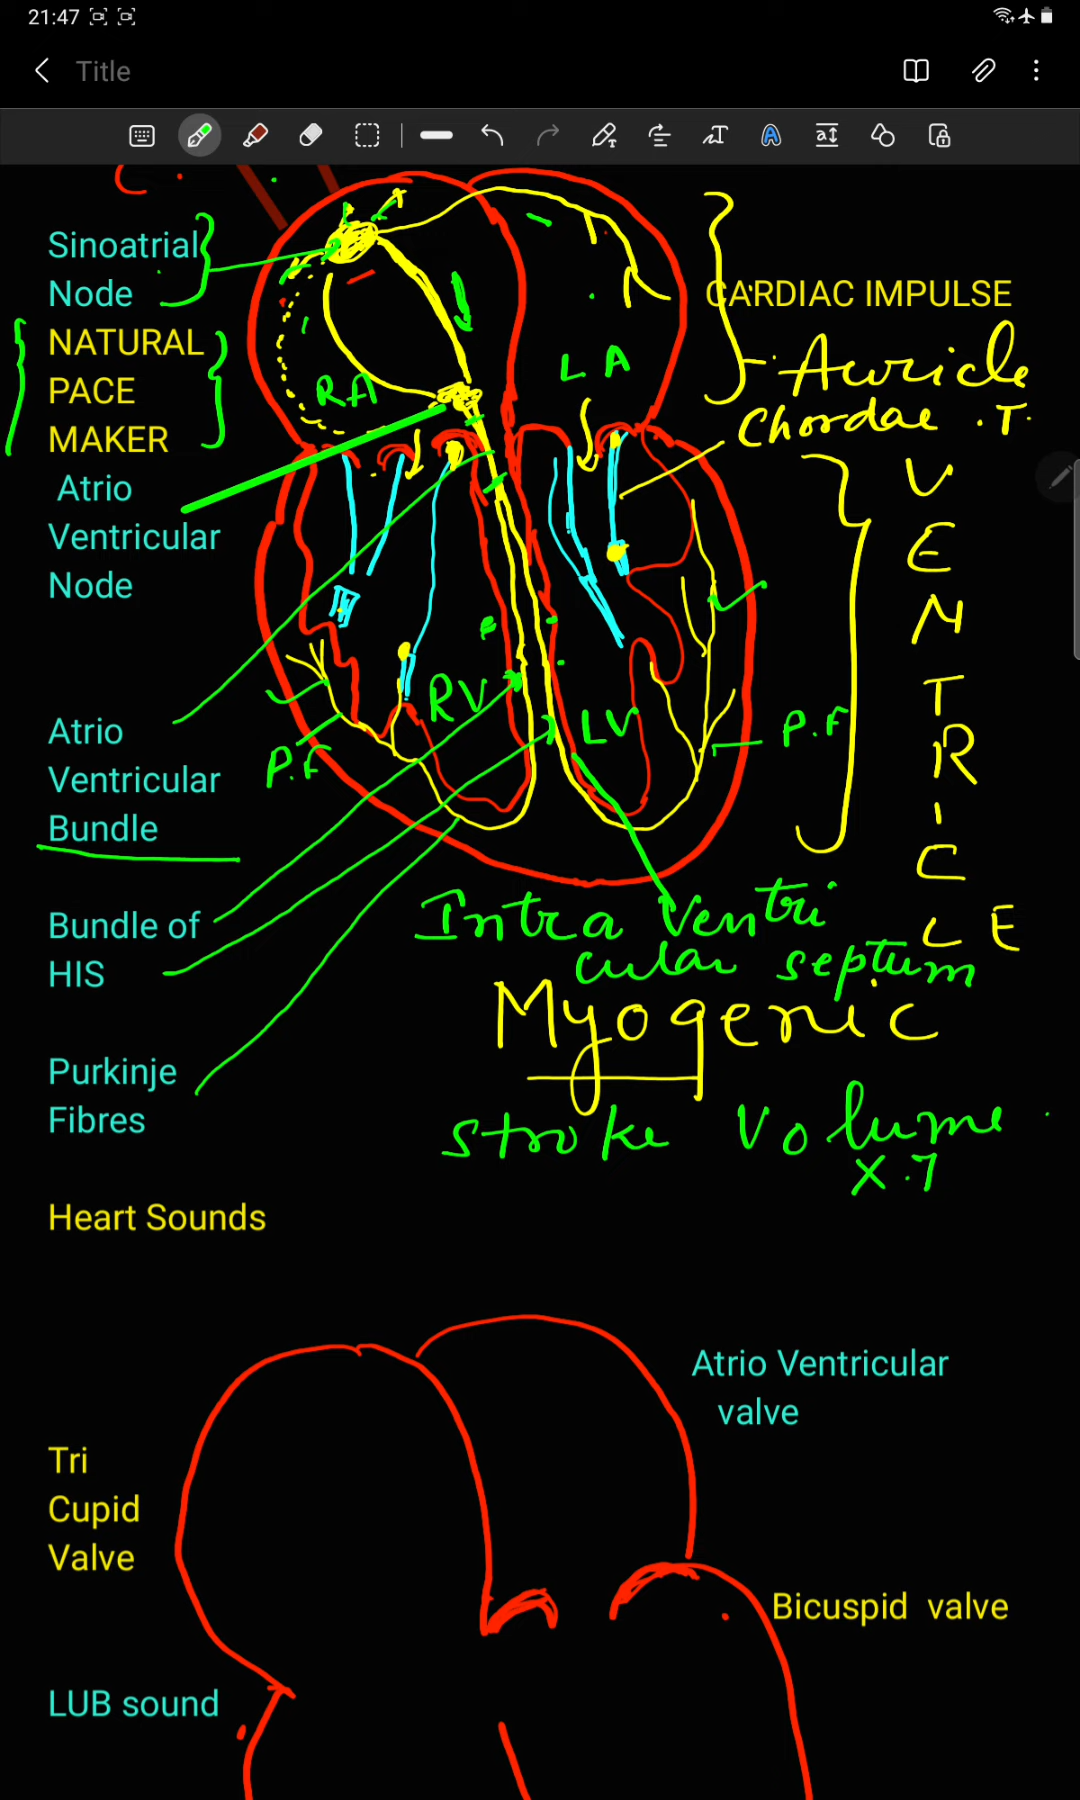 21:47
Title
Sinoatrial
Node
NATURAL
PACE
MAKER
Atrio
Ventricular
Node
Atrio
Ventricular
Bundle
Bundle of
HIS
Purkinje
Fibres
Heart Sounds
RA
LA
RV
LV
P.F
P.F
CARDIAC IMPULSE
Auricle
Chordae .T.
VENTRICLE
Intra Ventri
cular septum
Myogenic
stroke Volume
Atrio Ventricular
valve
Tri
Cupid
Valve
Bicuspid valve
LUB sound